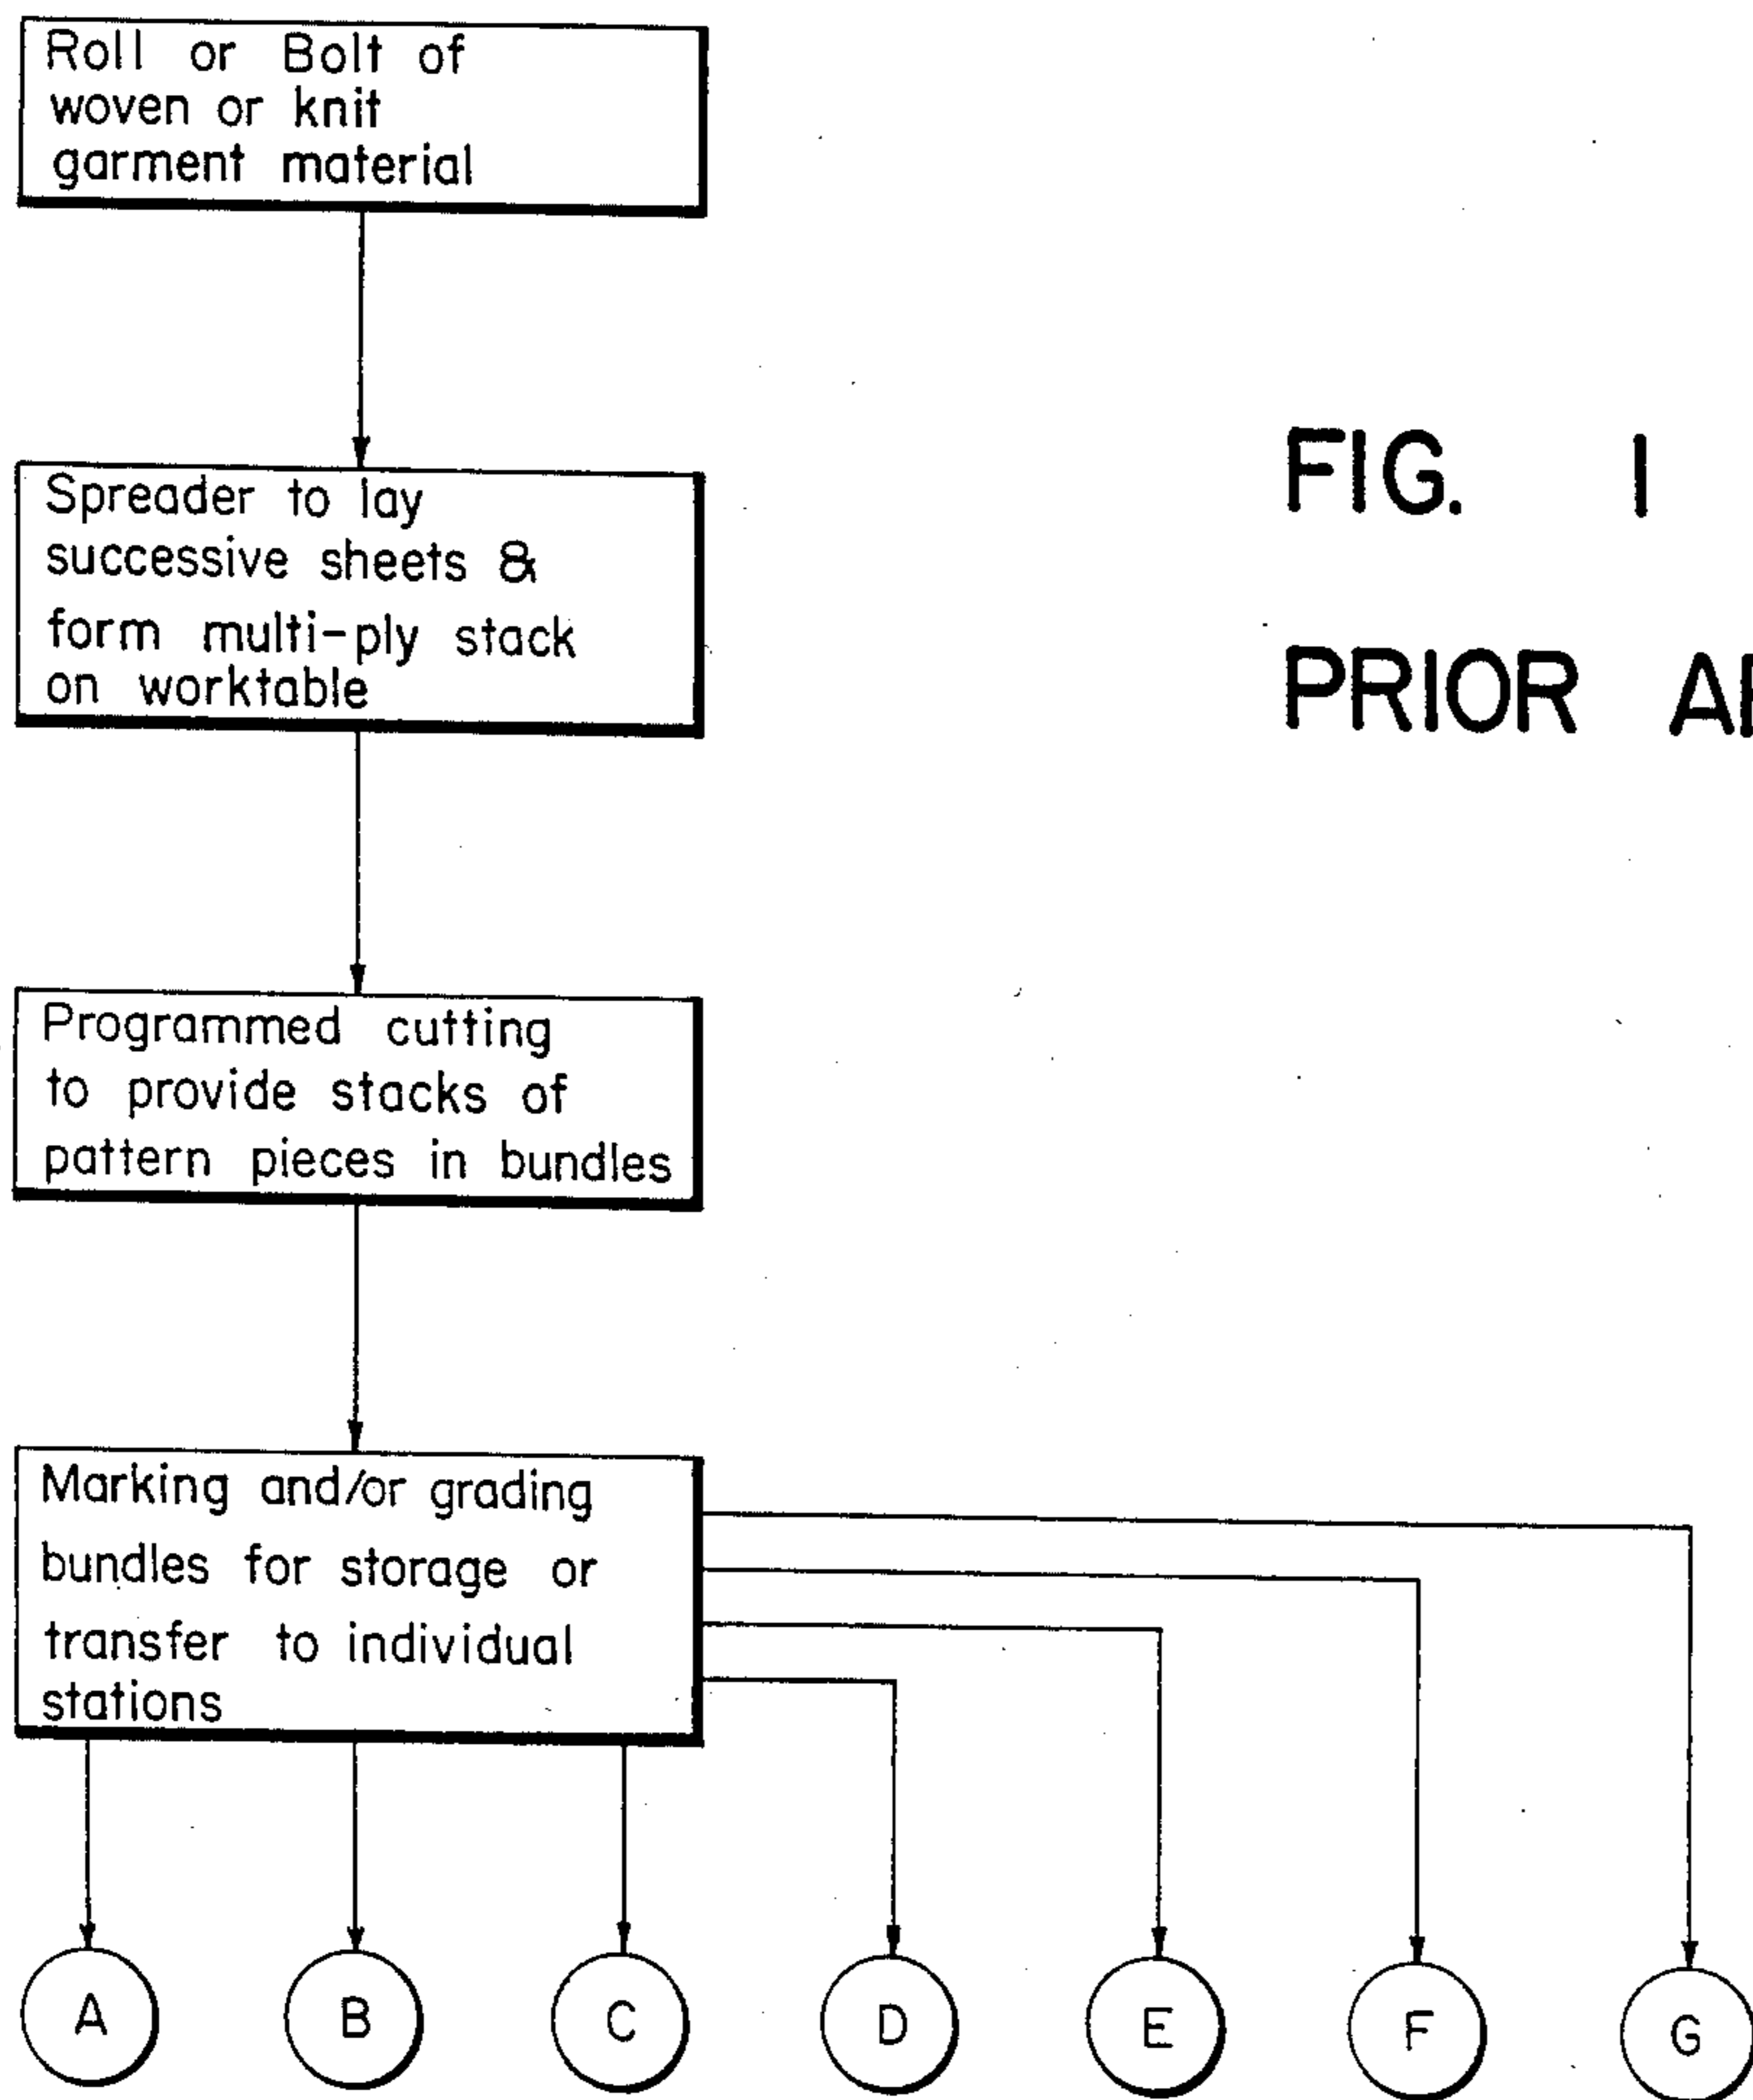 Roll or Bolt of
woven or knit
garment material
Spreader to lay
successive sheets &
form multi-ply stack
on worktable
FIG. 1
PRIOR
Programmed cutting
to provide stacks of
pattern pieces in bundles
Marking and/or grading
bundles for storage or
transfer to individual
stations
A B C D E F G